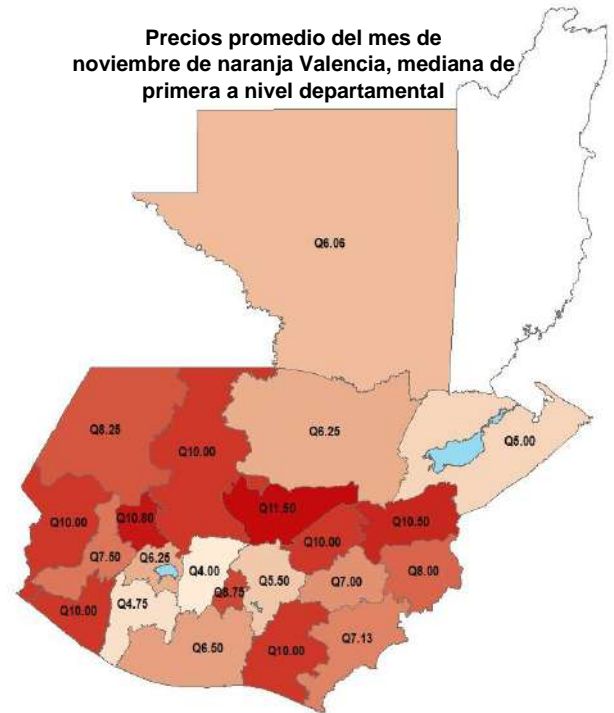 Precios promedio del mes de
noviembre de naranja Valencia, mediana de
primera a nivel departamental
Q6.06
Q8.25
Q10.00
Q6.25
Q5.00
Q10.00
Q10.80
Q11.50
Q10.50
Q7.50
Q6.25
Q4.00
Q10.00
Q5.50
Q7.00
Q8.00
Q10.00
Q4.75
Q8.75
Q6.50
Q10.00
Q7.13